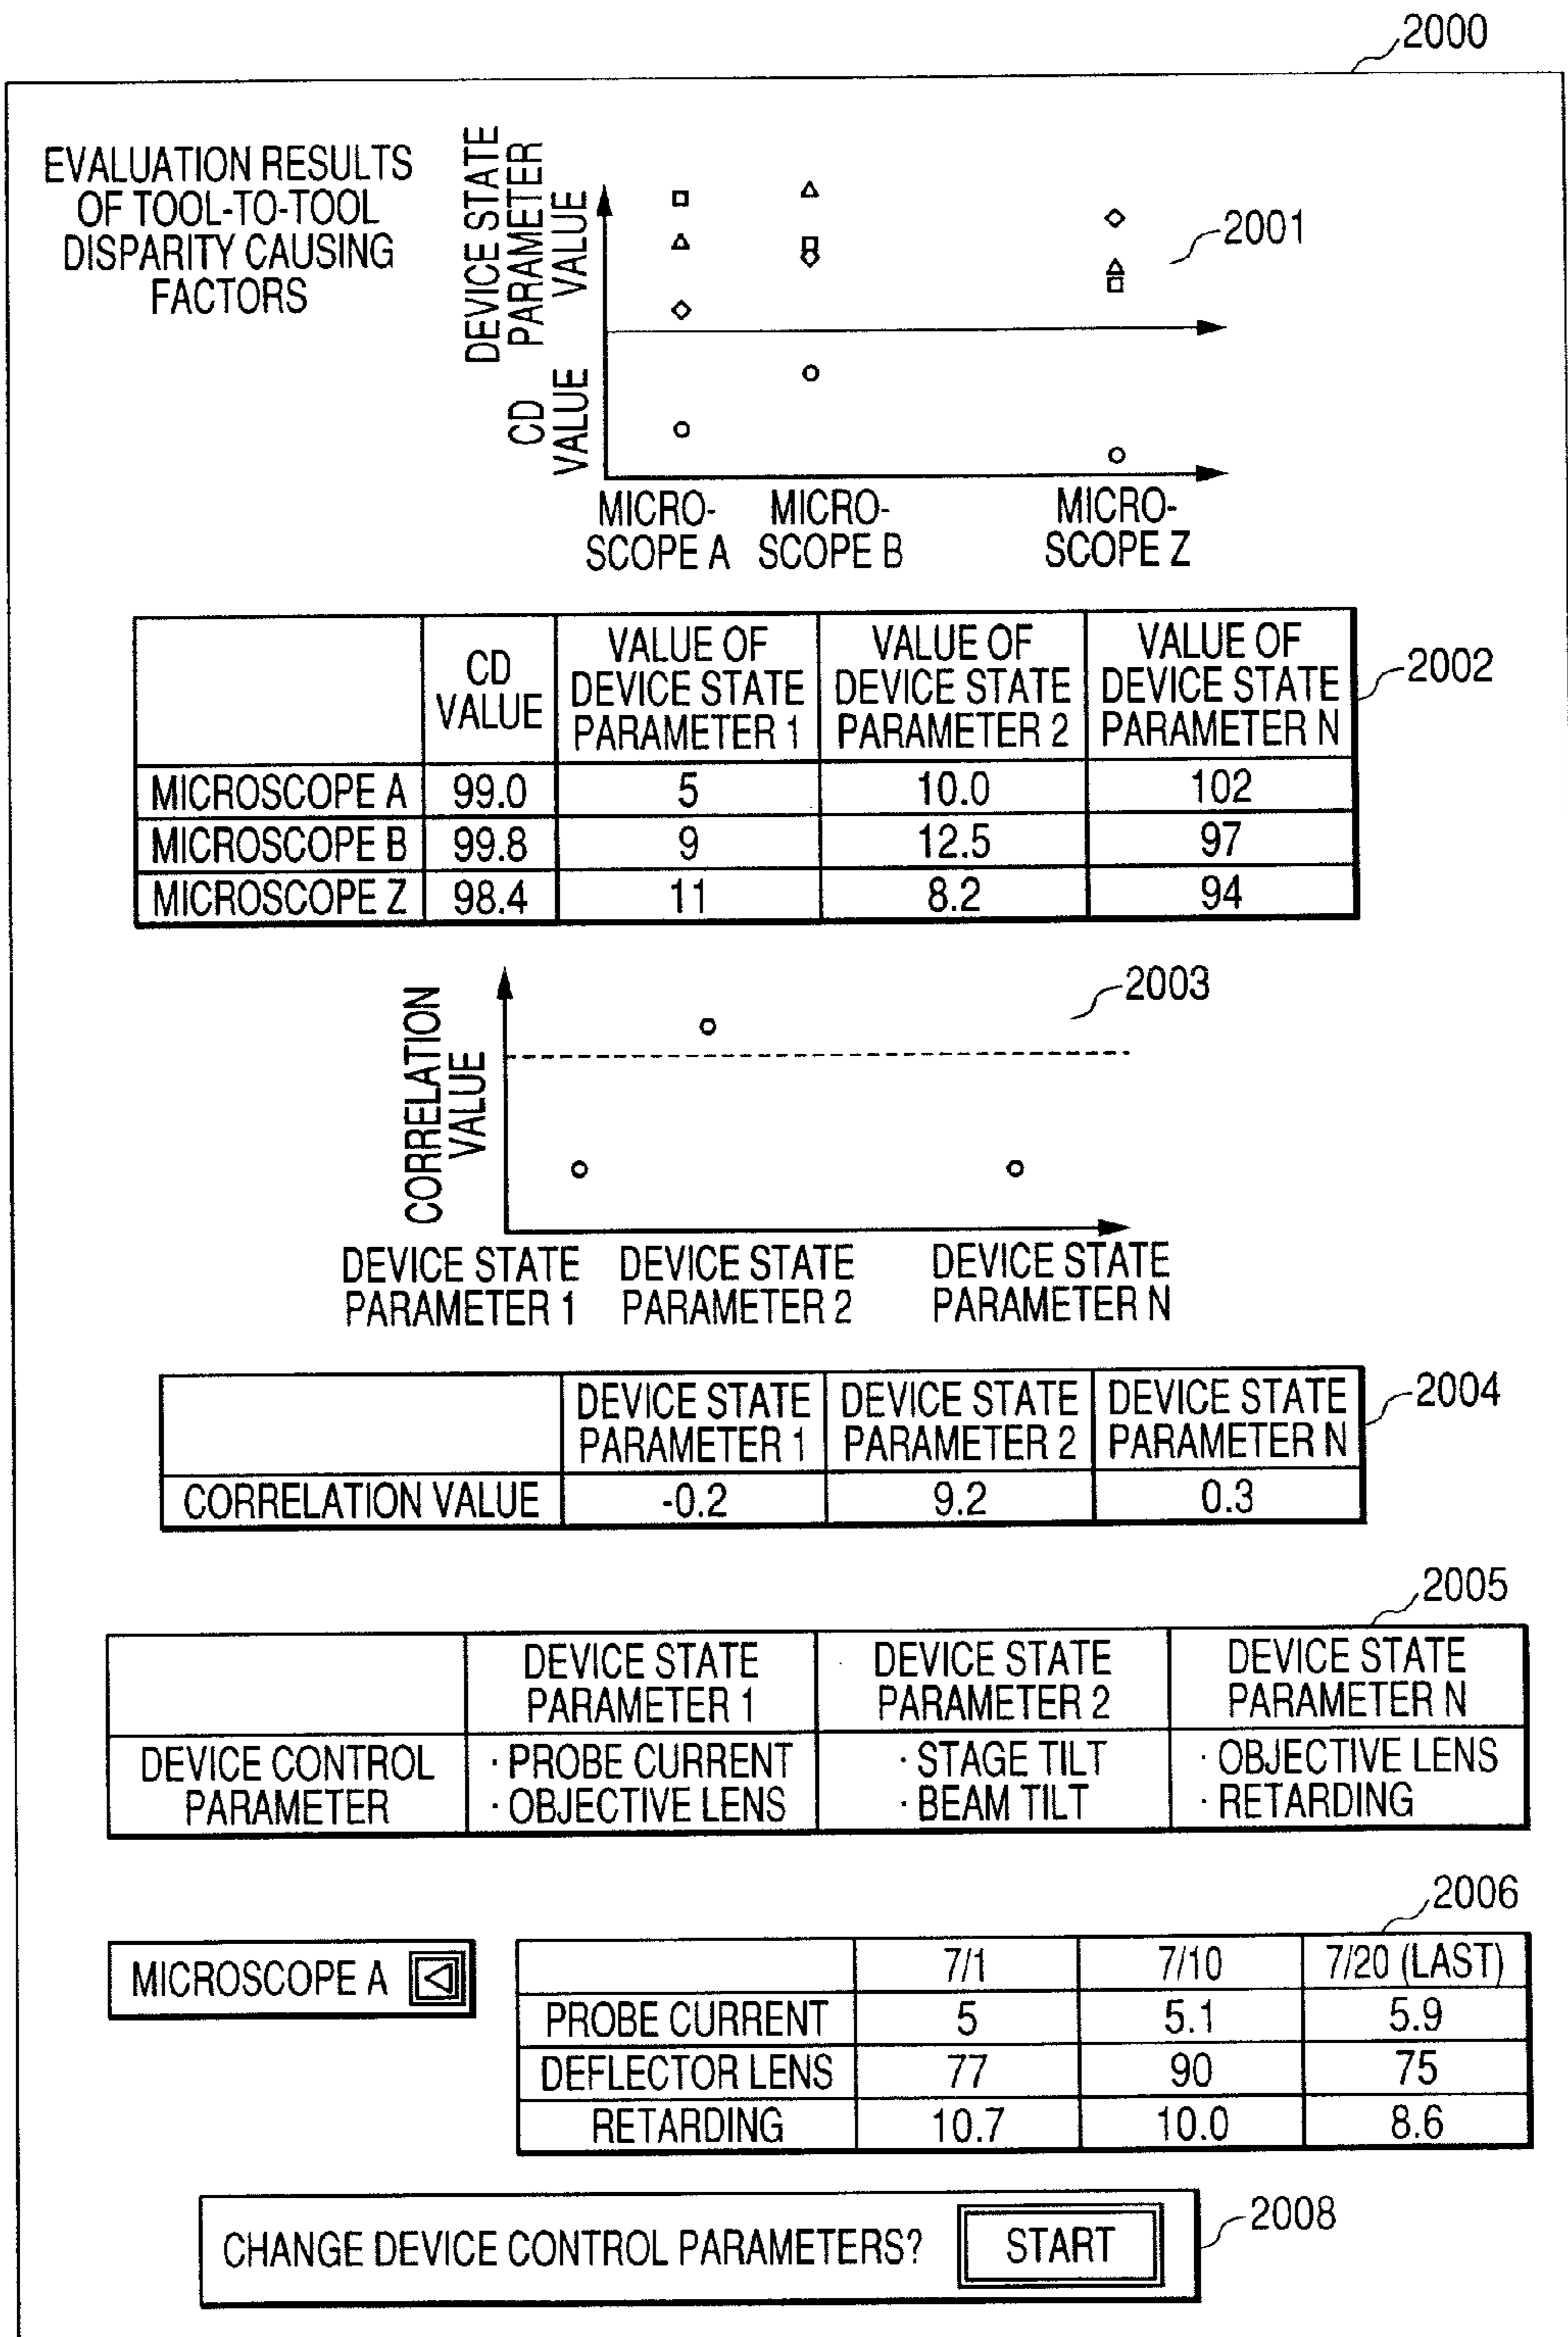 2000
EVALUATION RESULTS
OF TOOL-TO-TOOL
DISPARITY CAUSING
FACTORS
DEVICE STATE
PARAMETER
VALUE
CD
VALUE
2001
MICRO-
SCOPE A
MICRO-
SCOPE B
MICRO-
SCOPE Z
2002
CD
VALUE
VALUE OF
DEVICE STATE
PARAMETER 1
VALUE OF
DEVICE STATE
PARAMETER 2
VALUE OF
DEVICE STATE
PARAMETER N
MICROSCOPE A 99.0 5 10.0 102
MICROSCOPE B 99.8 9 12.5 97
MICROSCOPE Z 98.4 11 8.2 94
CORRELATION
VALUE
2003
DEVICE STATE
PARAMETER 1
DEVICE STATE
PARAMETER 2
DEVICE STATE
PARAMETER N
2004
DEVICE STATE
PARAMETER 1
DEVICE STATE
PARAMETER 2
DEVICE STATE
PARAMETER N
CORRELATION VALUE -0.2 9.2 0.3
2005
DEVICE STATE
PARAMETER 1
DEVICE STATE
PARAMETER 2
DEVICE STATE
PARAMETER N
DEVICE CONTROL
PARAMETER
· PROBE CURRENT
· OBJECTIVE LENS
· STAGE TILT
· BEAM TILT
· OBJECTIVE LENS
· RETARDING
2006
MICROSCOPE A
7/1 7/10 7/20 (LAST)
PROBE CURRENT 5 5.1 5.9
DEFLECTOR LENS 77 90 75
RETARDING 10.7 10.0 8.6
CHANGE DEVICE CONTROL PARAMETERS? START
2008